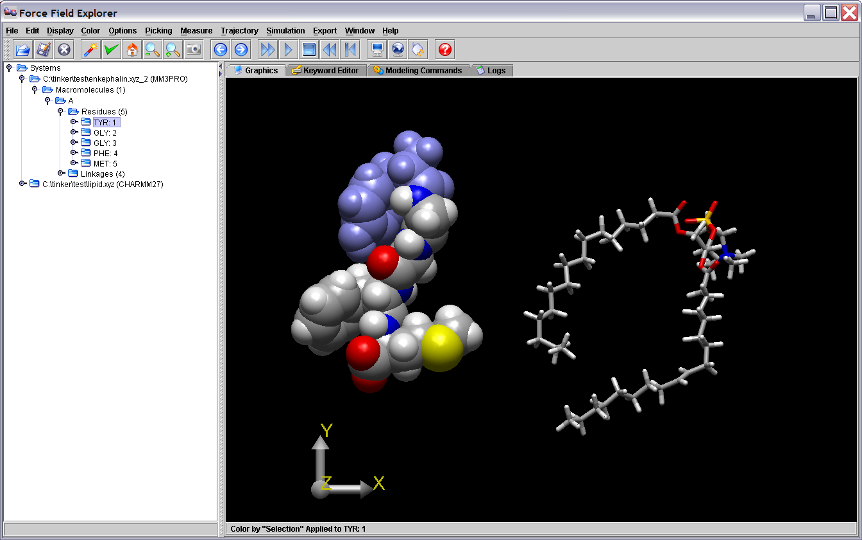 Force Field Explorer
File Edit Display Color Options Picking Measure Trajectory Simulation Export Window Help
Systems
C:\tinker\test\enkephalin.xyz_2 (MM3PRO)
Macromolecules (1)
A
Residues (5)
TYR: 1
GLY: 2
GLY: 3
PHE: 4
MET: 5
Linkages (4)
C:\tinker\test\lipid.xyz (CHARMM27)
Graphics Keyword Editor Modeling Commands Logs
Y
Z X
Color by "Selection" Applied to TYR: 1